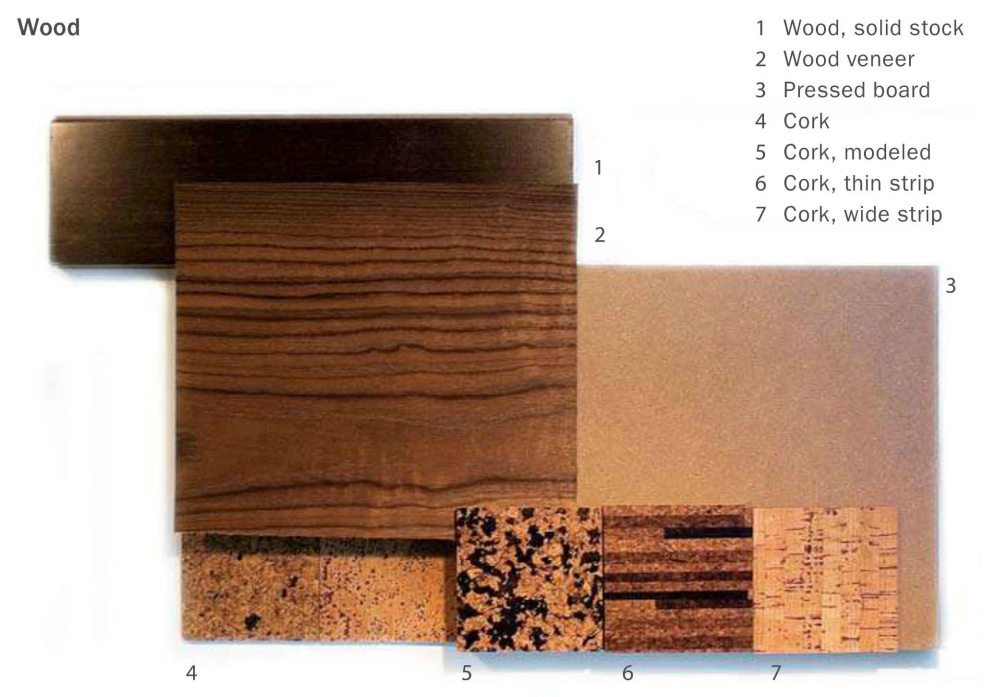 Wood
1 Wood, solid stock
2 Wood veneer
3 Pressed board
4 Cork
5 Cork, modeled
6 Cork, thin strip
7 Cork, wide strip
1
2
3
4
5
6
7